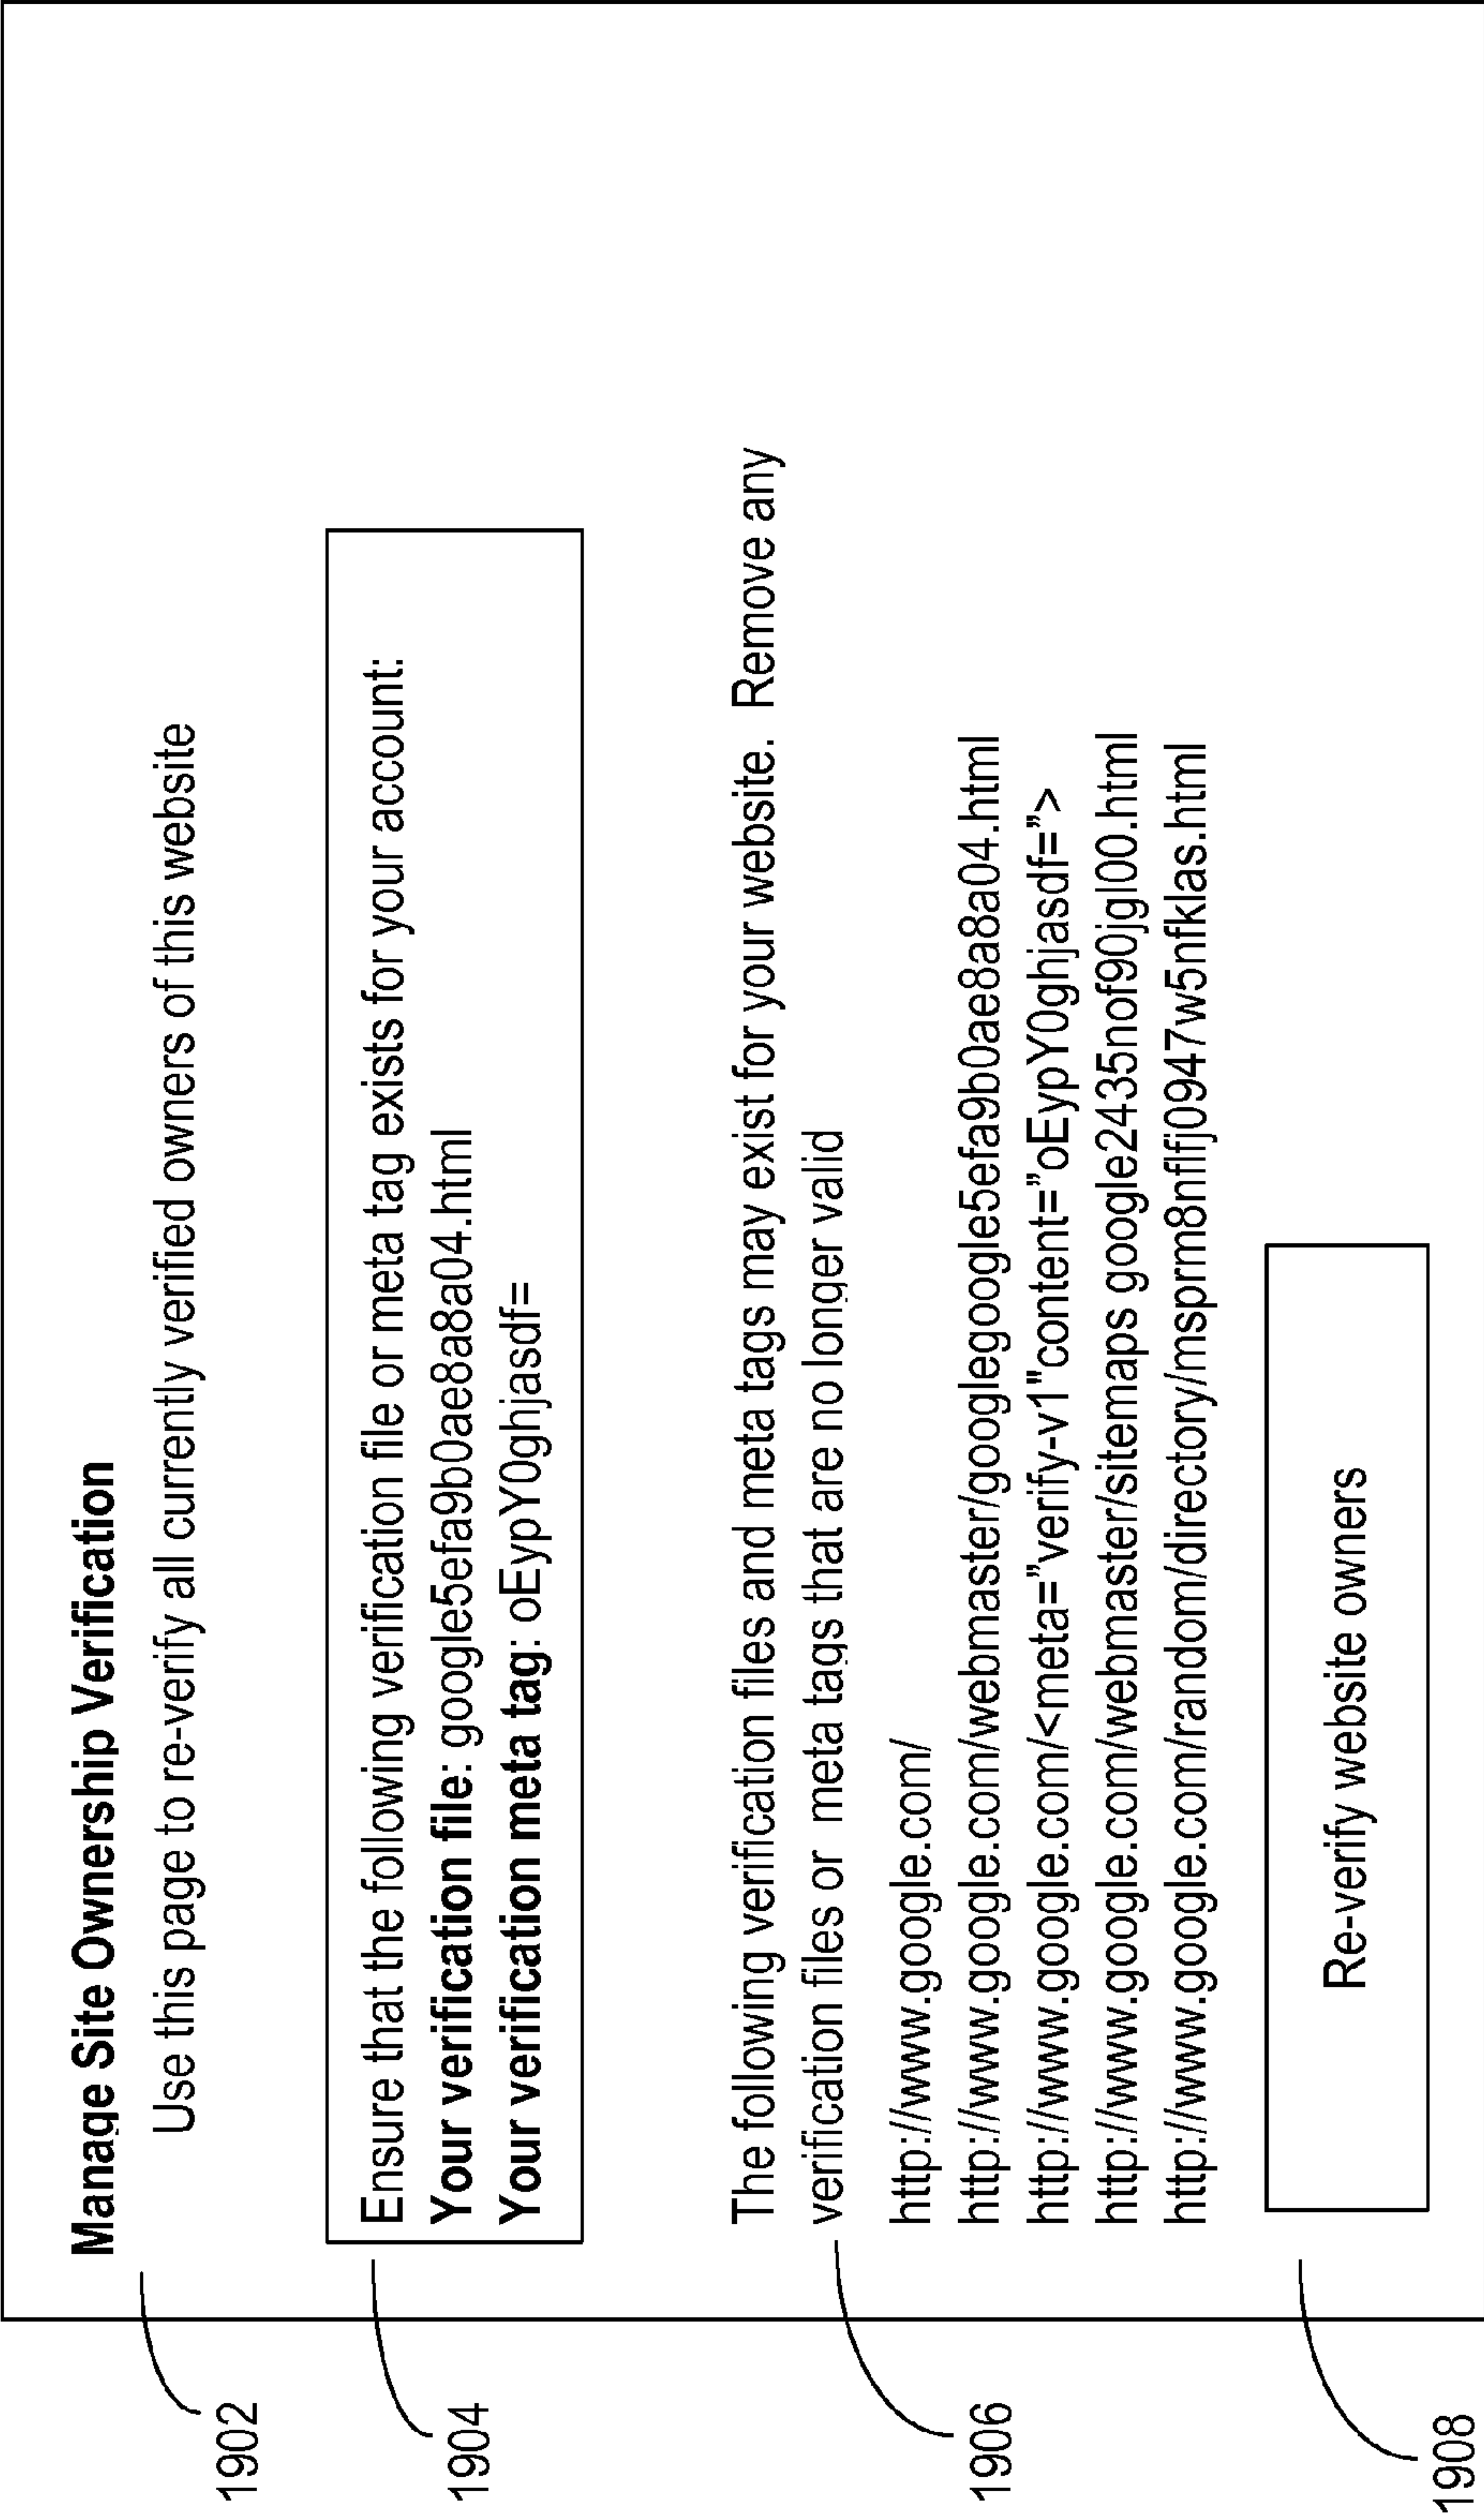 Manage Site Ownership Verification
1902
Use this page to re-verify all currently verified owners of this website
1904
Ensure that the following verification file or meta tag exists for your account:
Your verification file: google5efa9b0ae8a8a04.html
Your verification meta tag: oEypY0ghjasdf=
The following verification files and meta tags may exist for your website. Remove any
1906
verification files or meta tags that are no longer valid
http://www.google.com/
http://www.google.com/webmaster/googlegoogle5efa9b0ae8a8a04.html
http://www.google.com/<meta=”verify-v1"content=”oEypY0ghjasdf=”>
http://www.google.com/webmaster/sitemaps google2435nof90jgl00.html
http://www.google.com/random/directory/msprm8nflfj0947w5nfklas.html
1908
Re-verify website owners